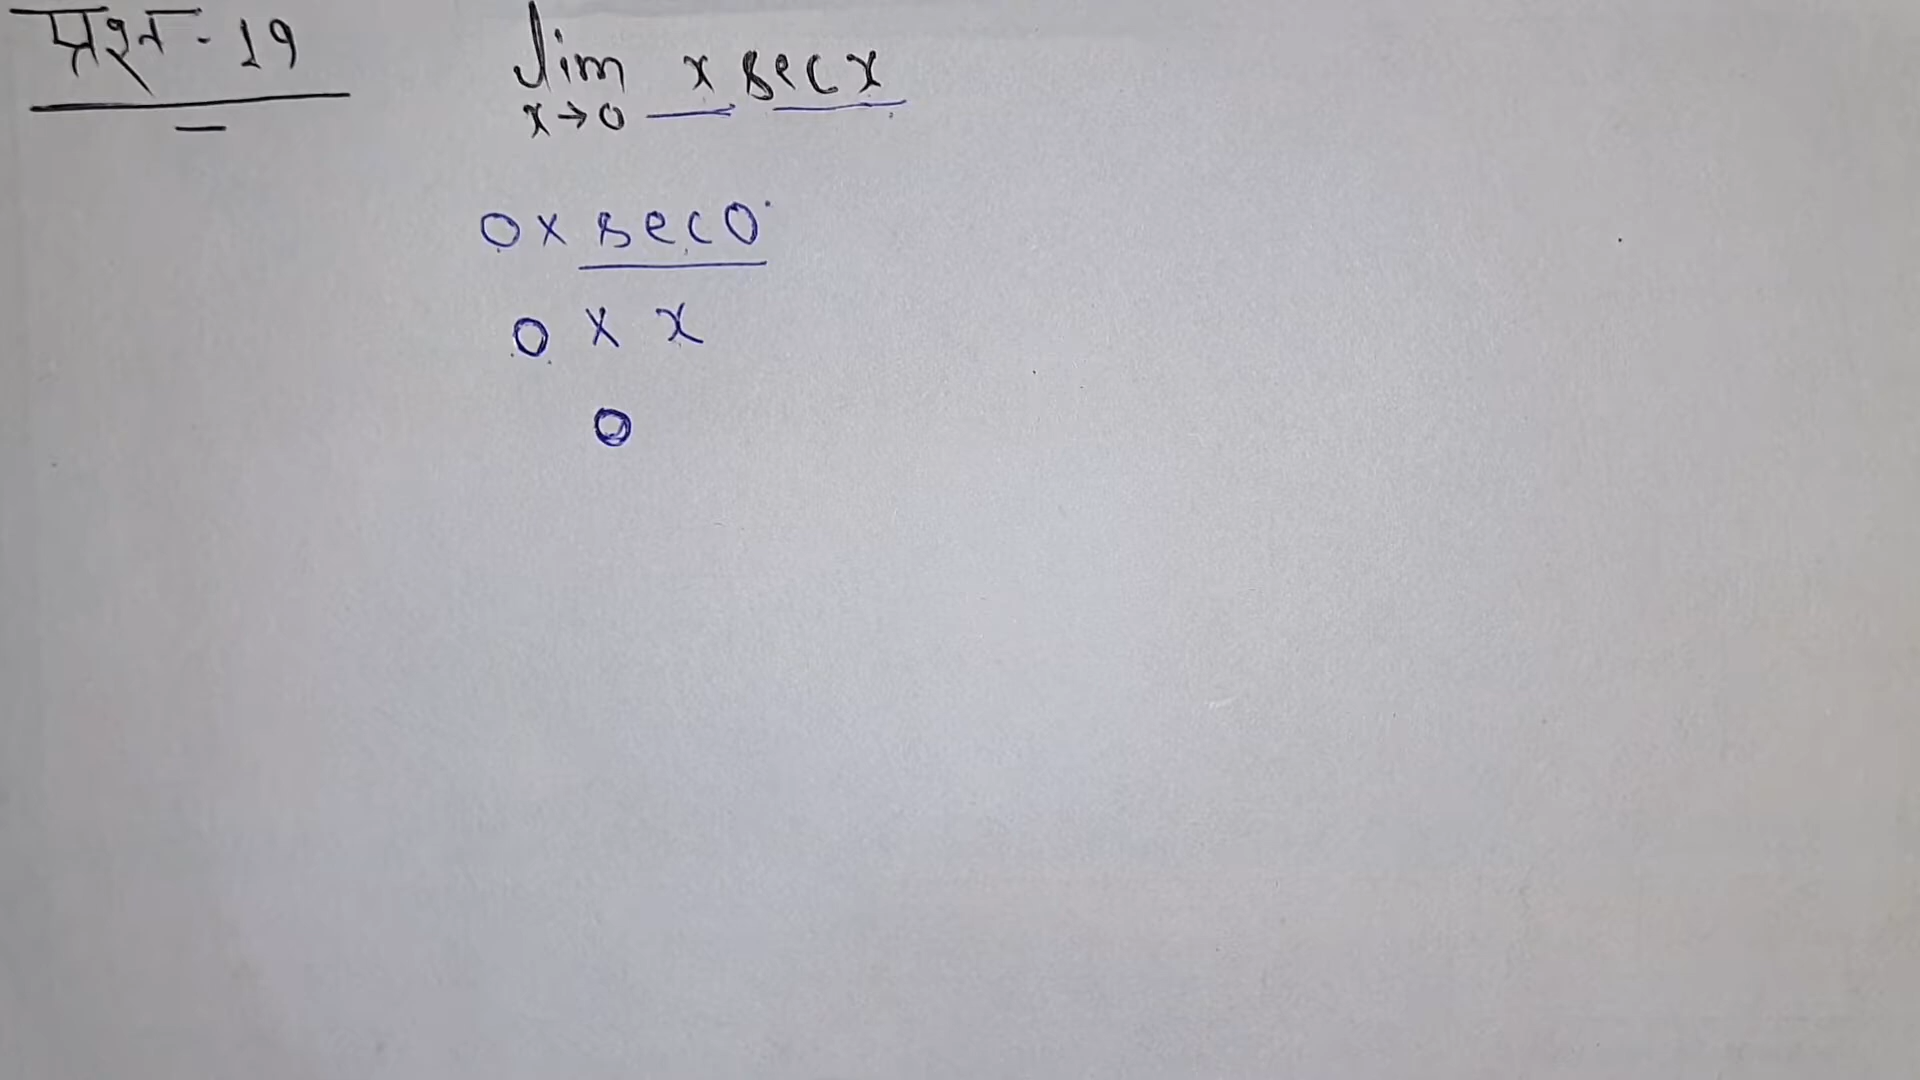 प्रश्न - 19
lim x sec x
x→0
0 x sec 0°
0 x x
0